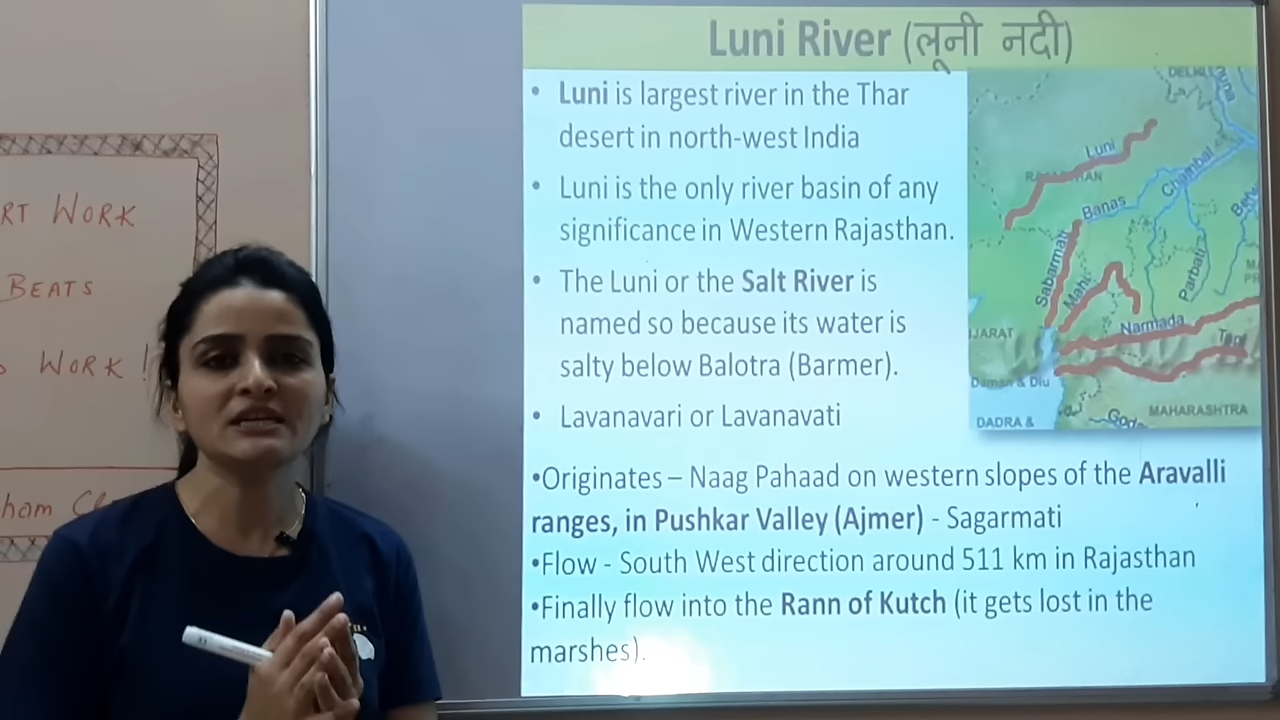 RT WORK
BEATS
WORK !
ham Cl
Luni River (लूनी नदी)
• Luni is largest river in the Thar
desert in north-west India
• Luni is the only river basin of any
significance in Western Rajasthan.
• The Luni or the Salt River is
named so because its water is
salty below Balotra (Barmer).
• Lavanavari or Lavanavati
•Originates – Naag Pahaad on western slopes of the Aravalli
ranges, in Pushkar Valley (Ajmer) - Sagarmati
•Flow - South West direction around 511 km in Rajasthan
•Finally flow into the Rann of Kutch (it gets lost in the
marshes).
DELHI
Luni
Chambal
Banas
Sabarmati
Mahi
Parbati
Narmada
IJARAT
Daman & Diu
MAHARASHTRA
DADRA &
God